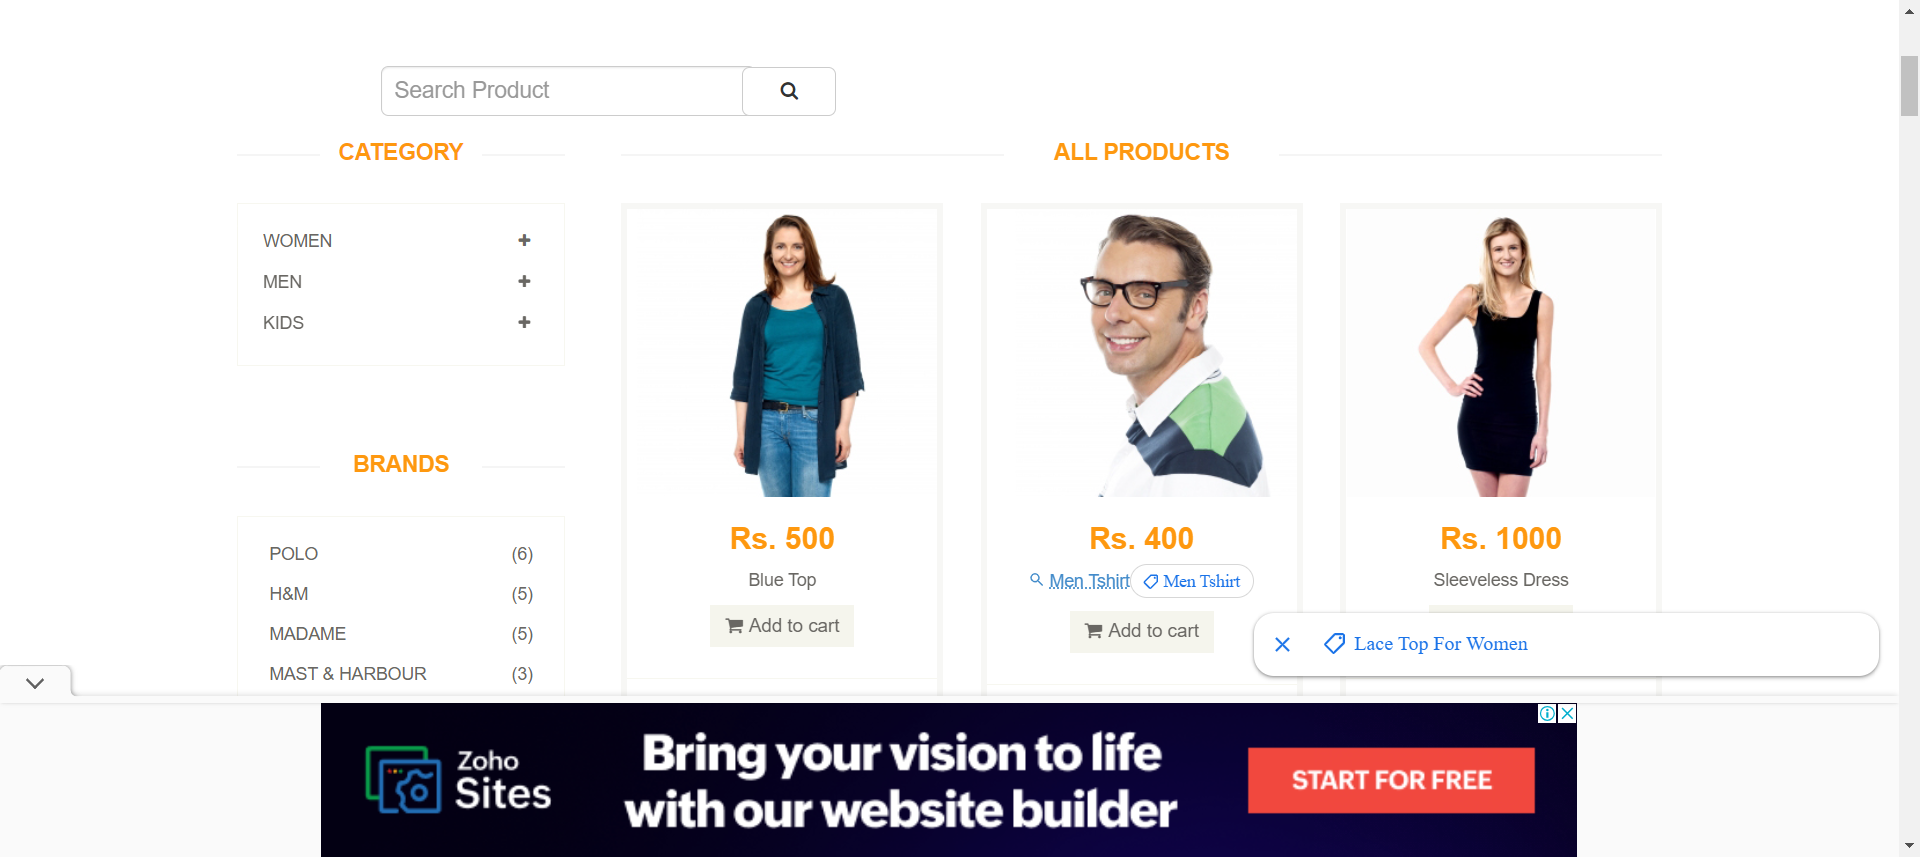 Search Product
CATEGORY
ALL PRODUCTS
WOMEN
MEN
KIDS
BRANDS
POLO (6)
H&M (5)
MADAME (5)
MAST & HARBOUR (3)
Rs. 500
Blue Top
Add to cart
Rs. 400
Men Tshirt Men Tshirt
Add to cart
Rs. 1000
Sleeveless Dress
Lace Top For Women
Zoho
Sites
Bring your vision to life
with our website builder
START FOR FREE